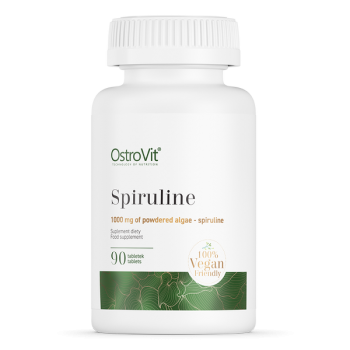 OstroVit®
Spiruline
1000 mg of powdered algae - spiruline
Suplement diety
Food supplement
90 tabletek
tablets
100%
Vegan
Friendly